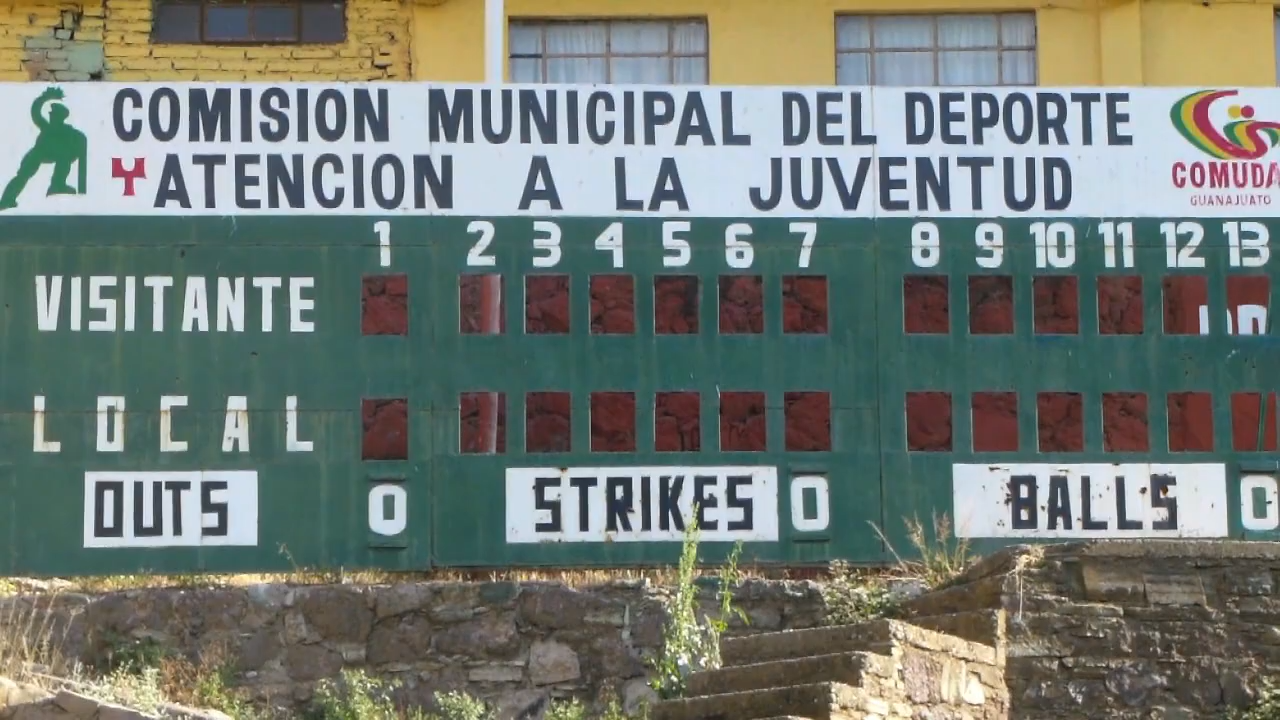 COMISION MUNICIPAL DEL DEPORTE
Y ATENCION A LA JUVENTUD
COMUDA
GUANAJUATO
1 2 3 4 5 6 7 8 9 10 11 12 13
VISITANTE
LOCAL
OUTS 0 STRIKES 0 BALLS 0